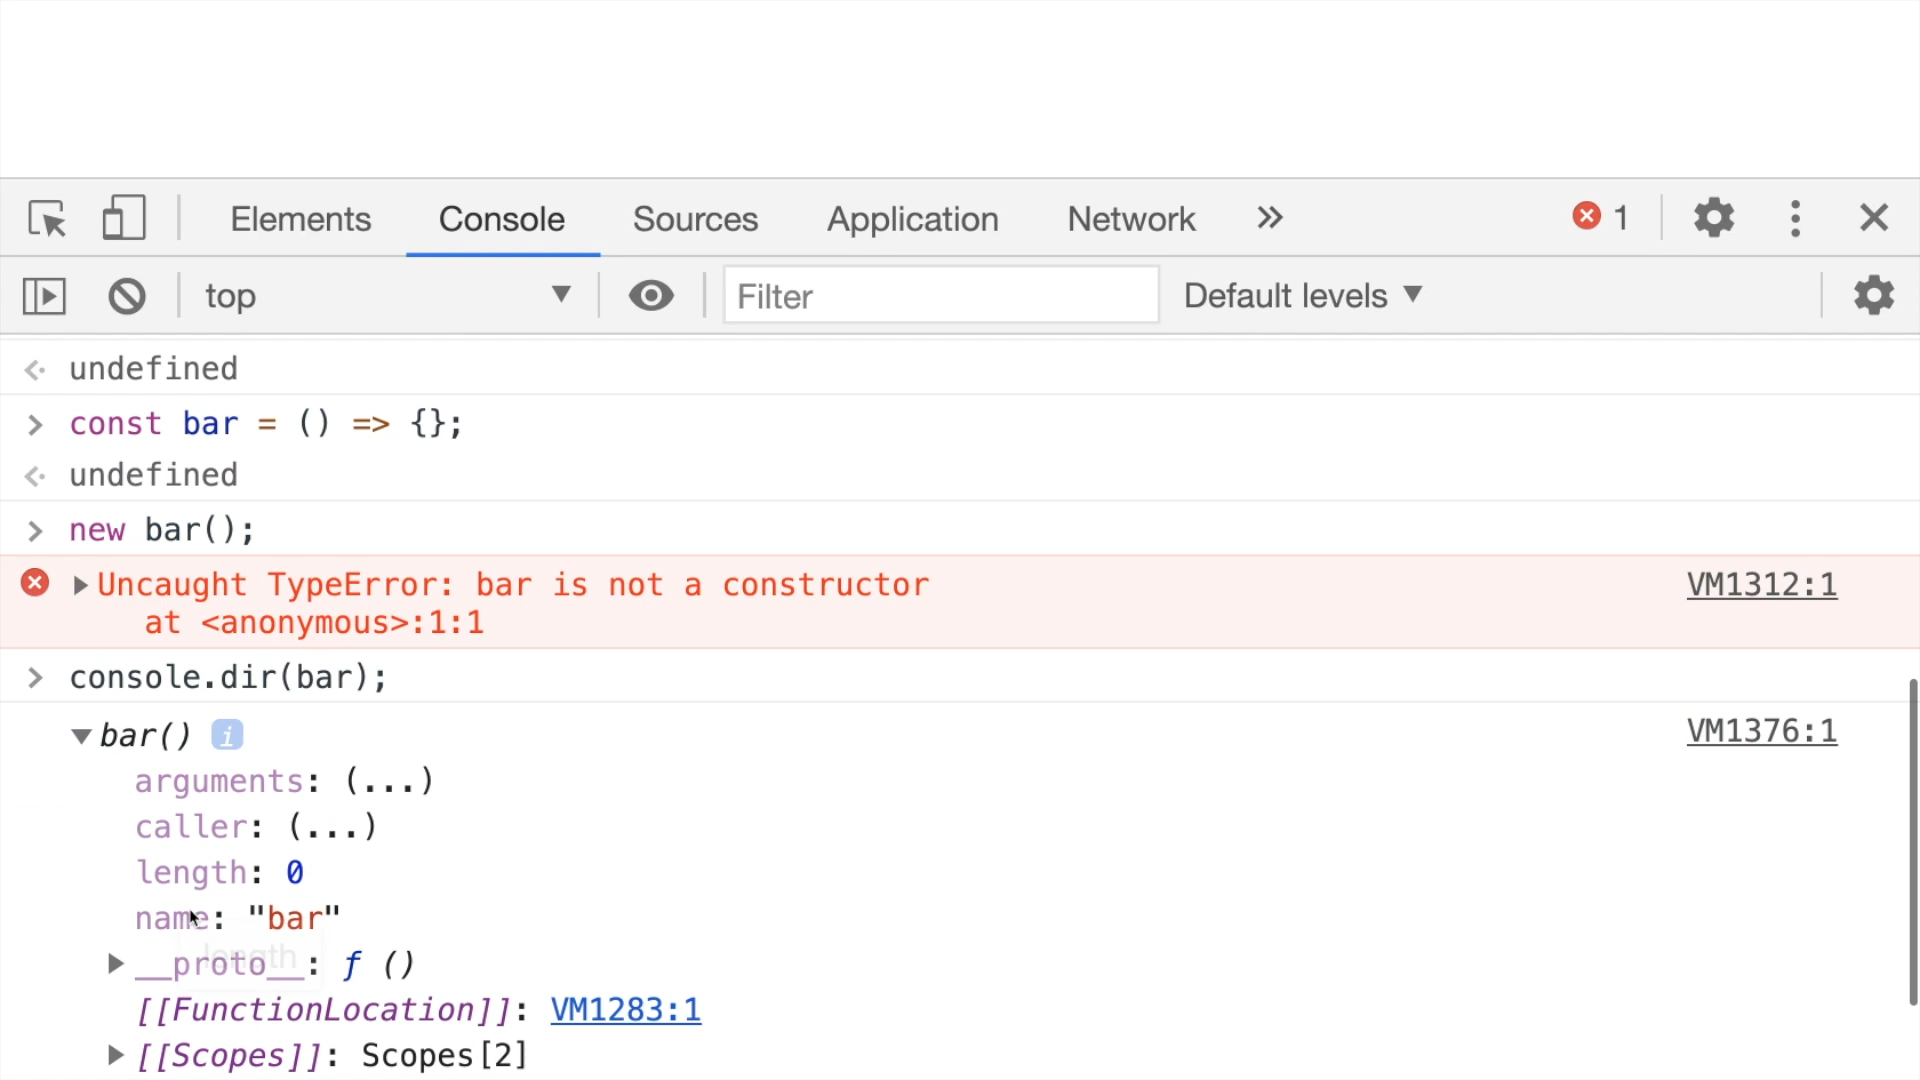 Elements Console Sources Application Network » 1
top ▼ Filter Default levels ▼
undefined
const bar = () => {};
undefined
new bar();
Uncaught TypeError: bar is not a constructor VM1312:1
at <anonymous>:1:1
console.dir(bar);
bar() i VM1376:1
arguments: (...)
caller: (...)
length: 0
name: "bar"
length
__proto__: ƒ ()
[[FunctionLocation]]: VM1283:1
[[Scopes]]: Scopes[2]